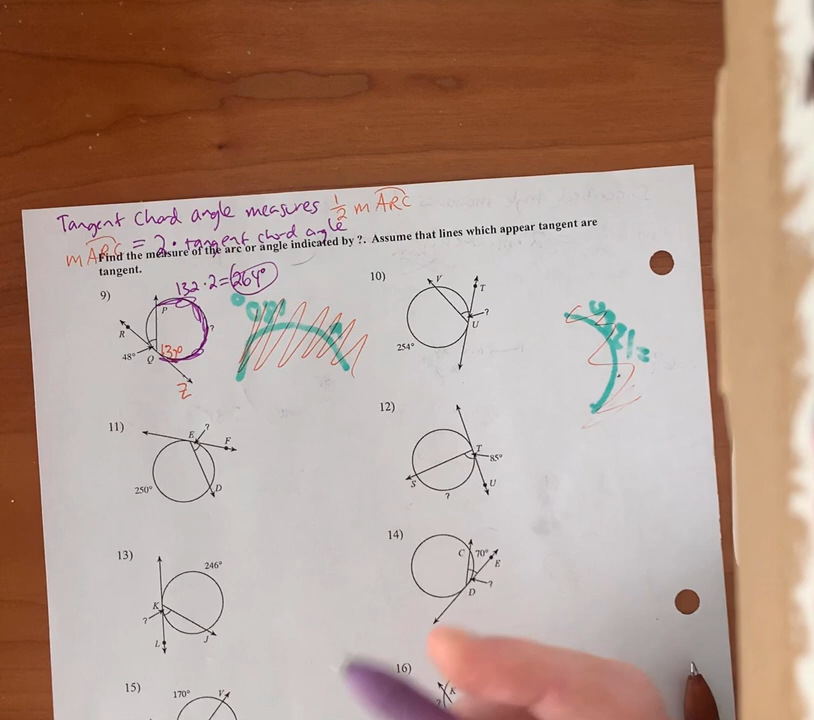 Tangent Chord angle measures 1/2 m ARC
m ARC = 2 · tangent chord angle
Find the measure of the arc or angle indicated by ?. Assume that lines which appear tangent are
tangent.
132·2=264°
9)
P
?
R
48°
Q
132°
Z
10)
V
T
?
U
254°
11)
E
?
F
250°
D
12)
T
85°
S
U
?
13)
246°
K
?
L
J
14)
C
70°
E
?
D
15)
170°
V
16)
K
?